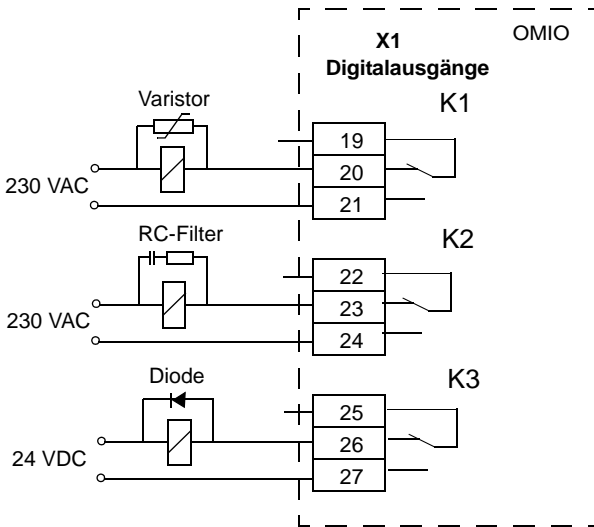 OMIO
X1
Digitalausgänge
Varistor
K1
19
20
230 VAC
21
RC-Filter
K2
22
23
230 VAC
24
Diode
K3
25
26
24 VDC
27